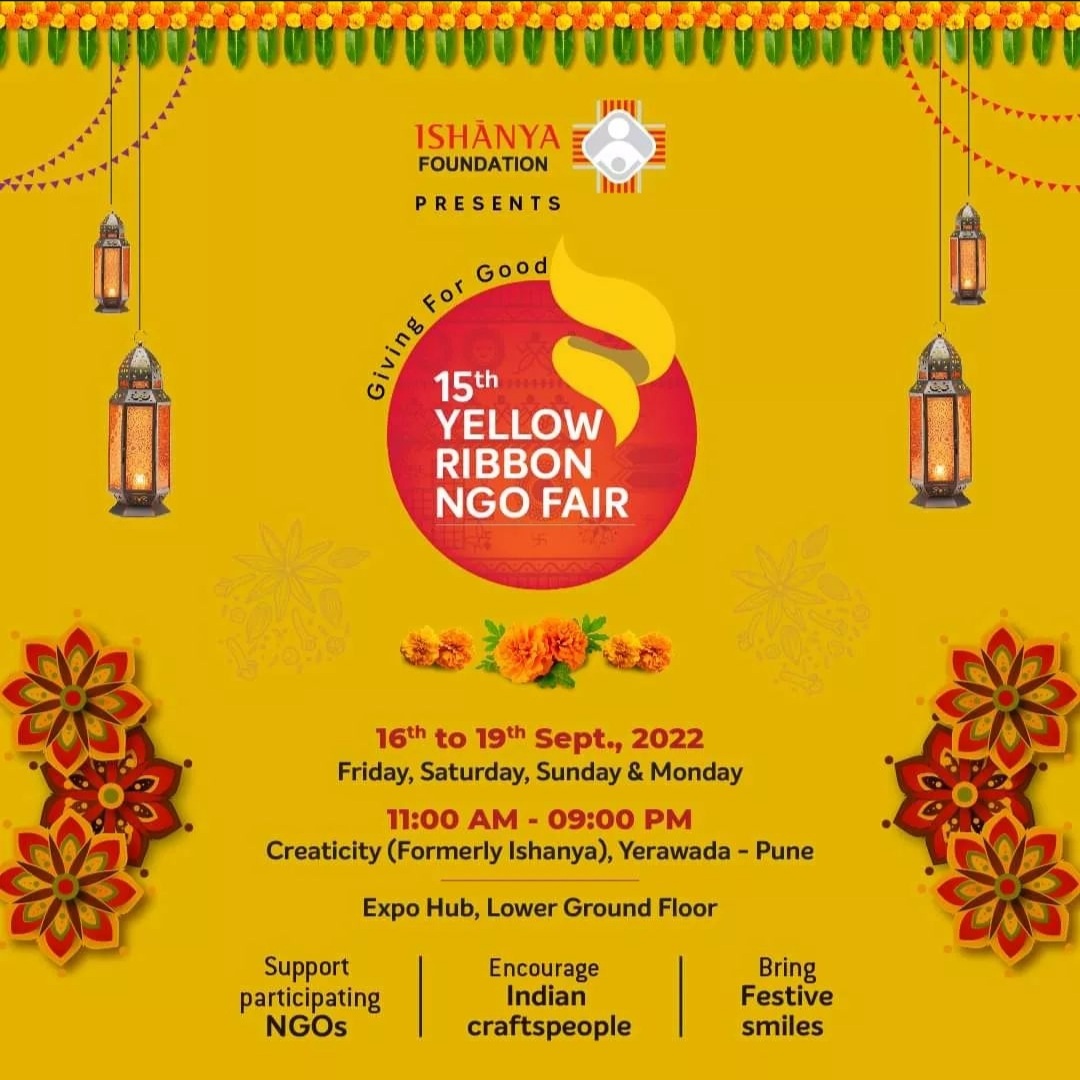 ISHĀNYA
FOUNDATION
PRESENTS
Giving For Good
15th
YELLOW
RIBBON
NGO FAIR
16th to 19th Sept., 2022
Friday, Saturday, Sunday & Monday
11:00 AM - 09:00 PM
Creaticity (Formerly Ishanya), Yerawada - Pune
Expo Hub, Lower Ground Floor
Support
participating
NGOs
Encourage
Indian
craftspeople
Bring
Festive
smiles